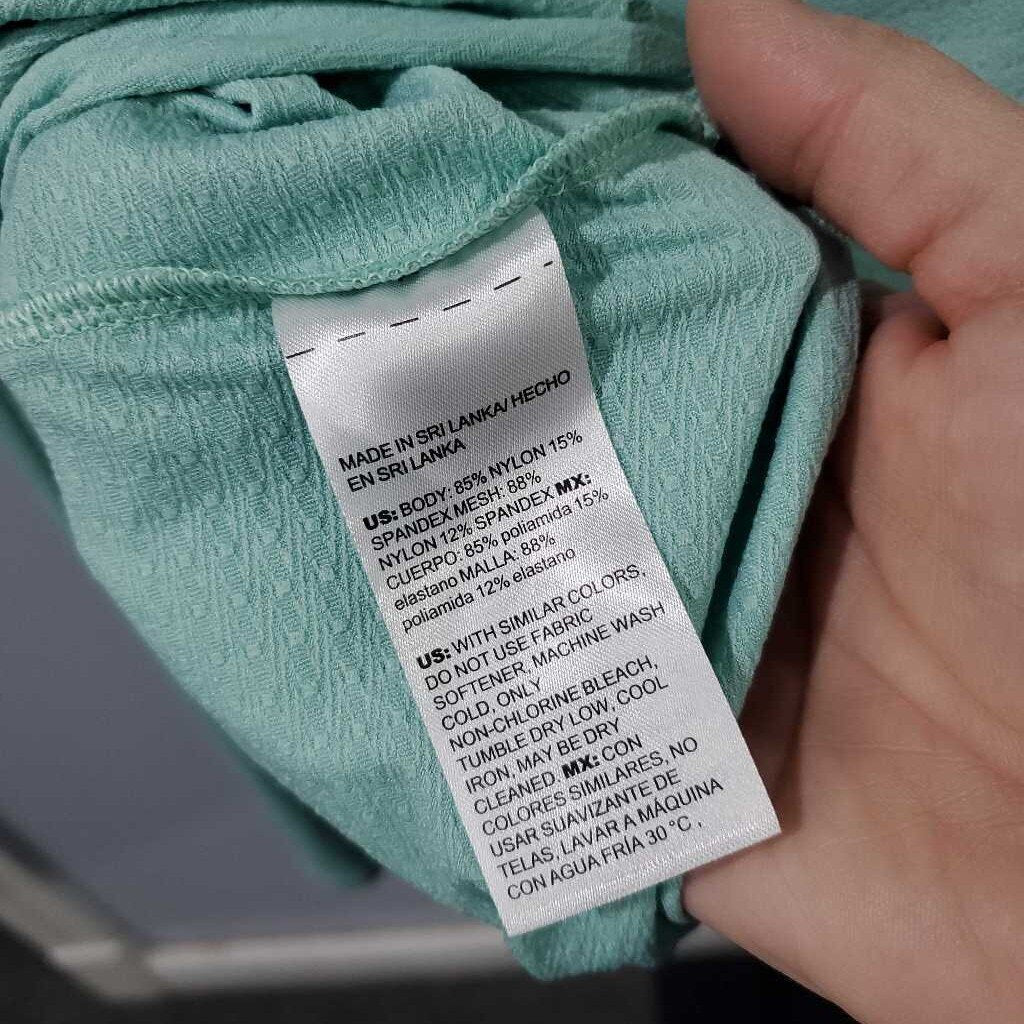 MADE IN SRI LANKA/ HECHO
EN SRI LANKA
US: BODY: 85% NYLON 15%
SPANDEX MESH: 88%
NYLON 12% SPANDEX MX:
CUERPO: 85% poliamida 15%
elastano MALLA: 88%
poliamida 12% elastano
US: WITH SIMILAR COLORS,
DO NOT USE FABRIC
SOFTENER, MACHINE WASH
COLD, ONLY
NON-CHLORINE BLEACH,
TUMBLE DRY LOW, COOL
IRON, MAY BE DRY
CLEANED. MX: CON
COLORES SIMILARES, NO
USAR SUAVIZANTE DE
TELAS, LAVAR A MÁQUINA
CON AGUA FRÍA 30 °C ,